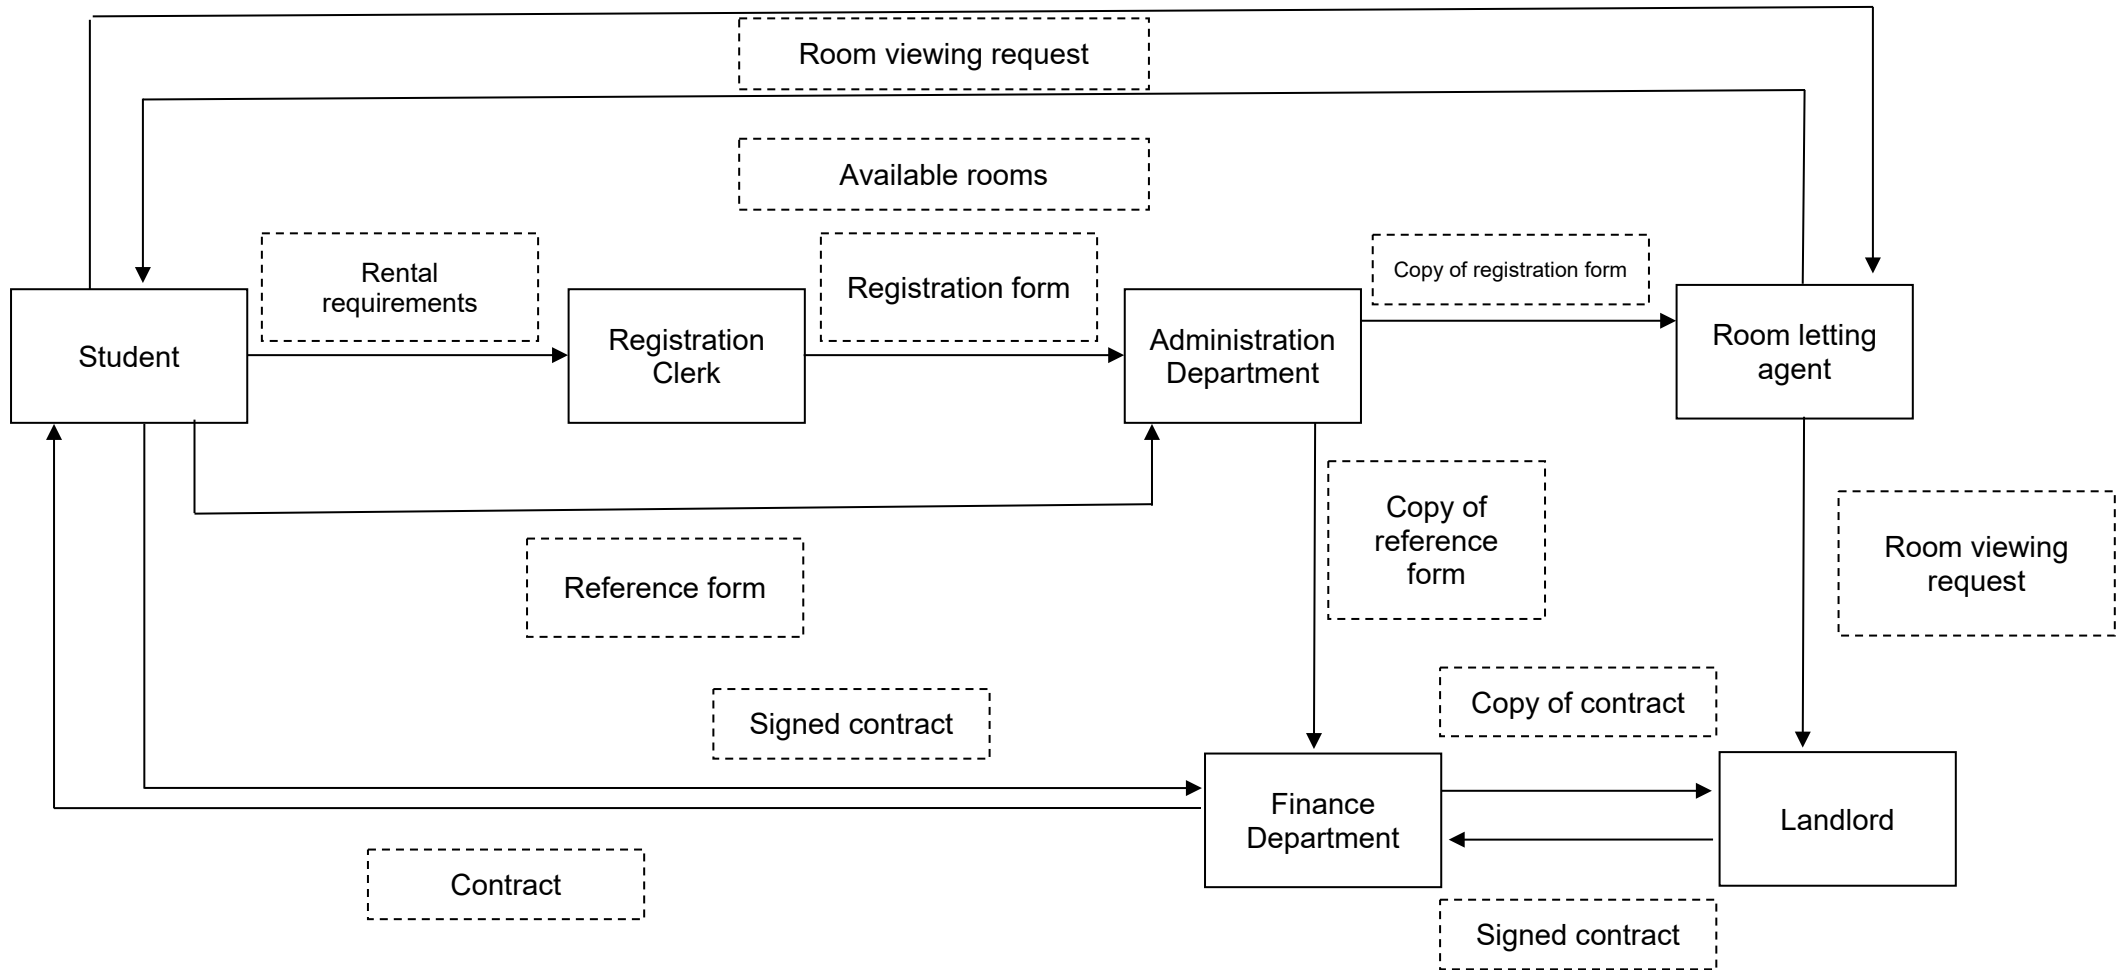 Room viewing request
Available rooms
Rental
requirements
Registration form
Copy of registration form
Student
Registration
Clerk
Administration
Department
Room letting
agent
Copy of
reference
form
Room viewing
request
Reference form
Signed contract
Copy of contract
Finance
Department
Landlord
Contract
Signed contract